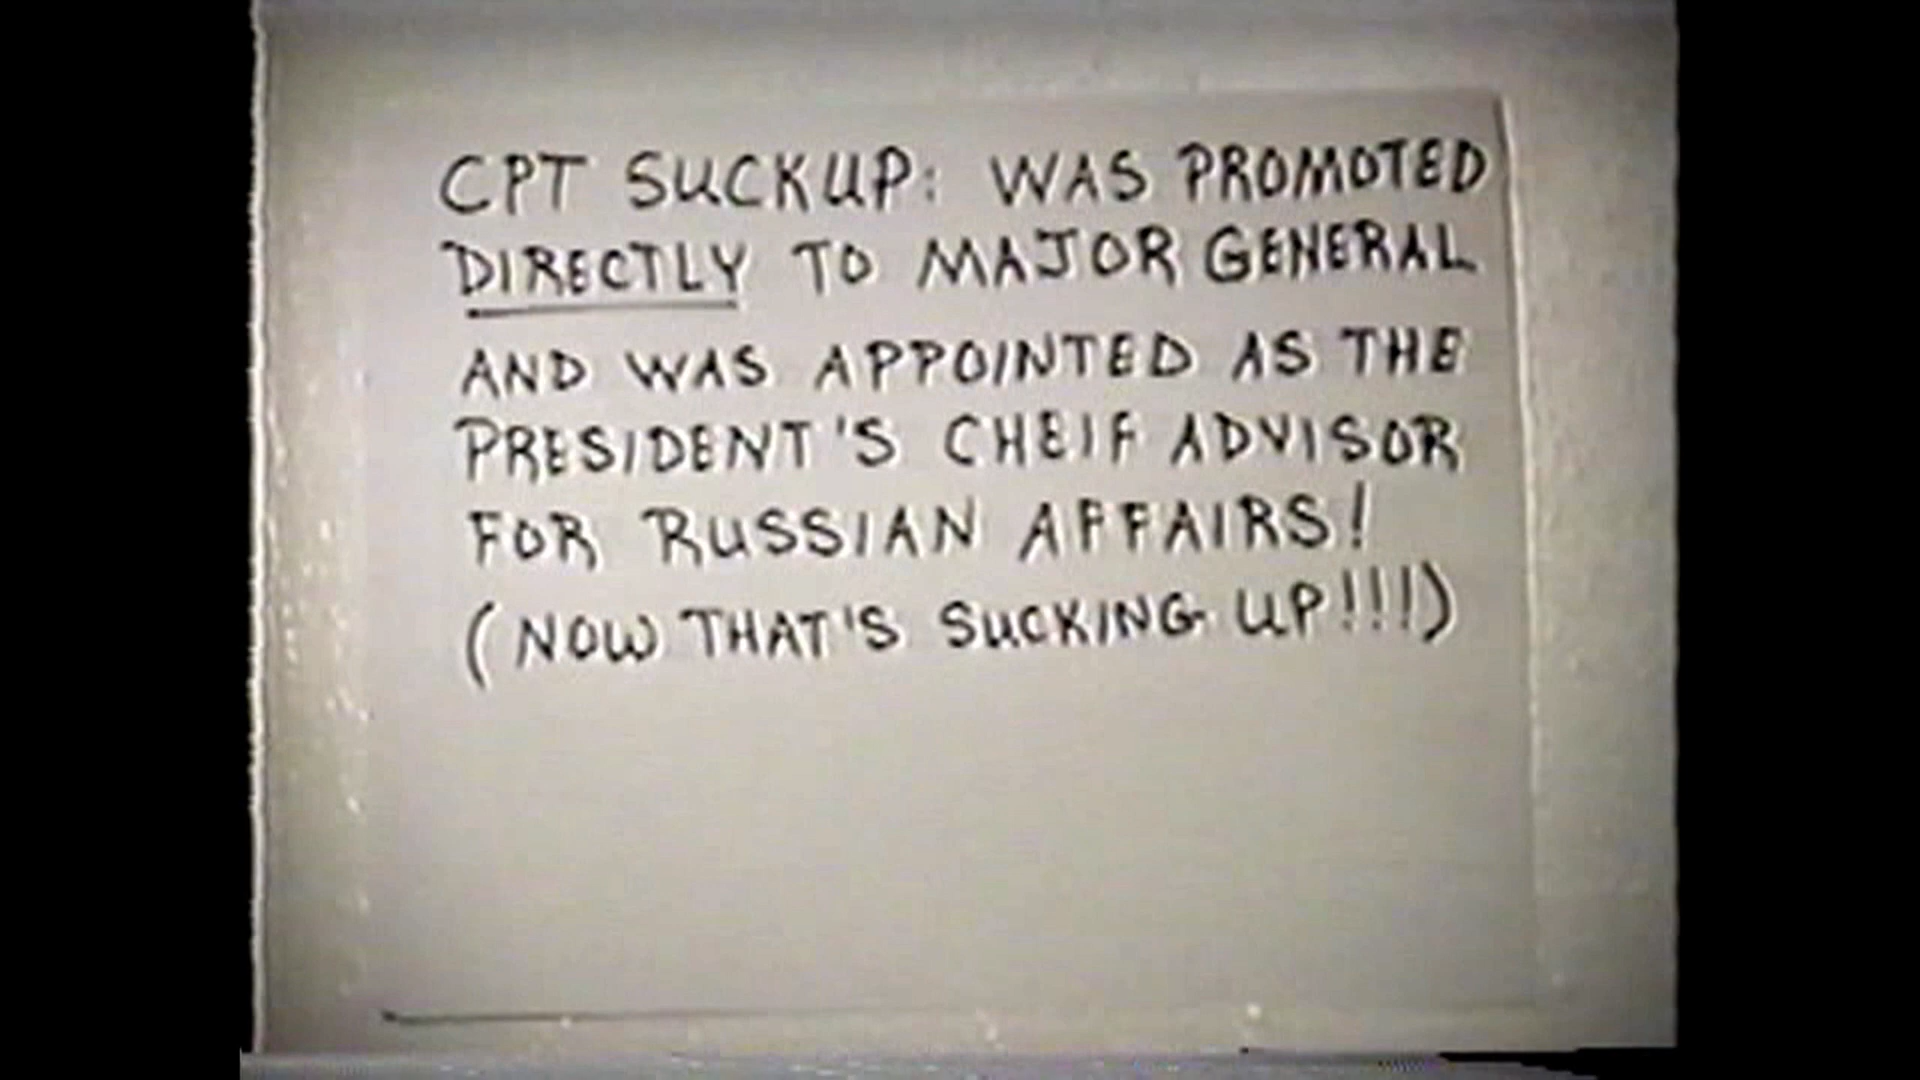 CPT SUCKUP: WAS PROMOTED
DIRECTLY TO MAJOR GENERAL
AND WAS APPOINTED AS THE
PRESIDENT'S CHEIF ADVISOR
FOR RUSSIAN AFFAIRS!
(NOW THAT'S SUCKING UP!!!)